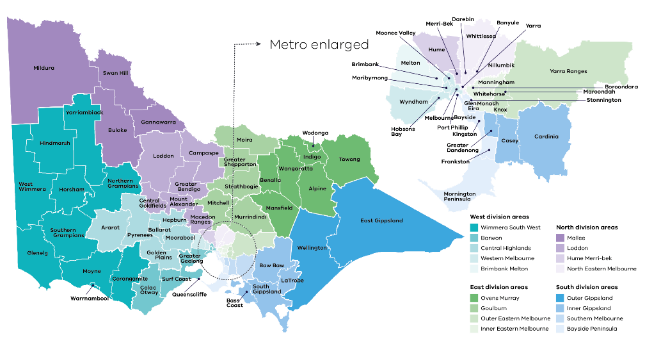 Metro enlarged
Mildura
Swan Hill
Gannawarra
Buloke
Yarriambiack
Hindmarsh
West
Wimmera
Horsham
Northern
Grampians
Loddon
Campaspe
Greater
Bendigo
Central
Goldfields
Mount
Alexander
Macedon
Ranges
Hepburn
Ballarat
Pyrenees
Moorabool
Ararat
Southern
Grampians
Glenelg
Moyne
Warrnambool
Corangamite
Golden
Plains
Greater
Geelong
Surf Coast
Colac
Otway
Queenscliffe
Moira
Greater
Shepparton
Strathbogie
Mitchell
Murrindindi
Wodonga
Indigo
Wangaratta
Benalla
Towong
Alpine
Mansfield
East Gippsland
Wellington
Baw Baw
Latrobe
South
Gippsland
Bass
Coast
Darebin
Merri-Bek
Banyule
Moonee Valley
Yarra
Whittlesea
Hume
Brimbank
Melton
Nillumbik
Yarra Ranges
Maribyrnong
Manningham
Boroondara
Whitehorse
Maroondah
Wyndham
Stonnington
Glen
Eira
Monash
Knox
Hobsons
Bay
Melbourne
Bayside
Port Phillip
Kingston
Greater
Dandenong
Casey
Cardinia
Frankston
Mornington
Peninsula
West division areas
Wimmera South West
Barwon
Central Highlands
Western Melbourne
Brimbank Melton
North division areas
Mallee
Loddon
Hume Merri-bek
North Eastern Melbourne
East division areas
Ovens Murray
Goulburn
Outer Eastern Melbourne
Inner Eastern Melbourne
South division areas
Outer Gippsland
Inner Gippsland
Southern Melbourne
Bayside Peninsula